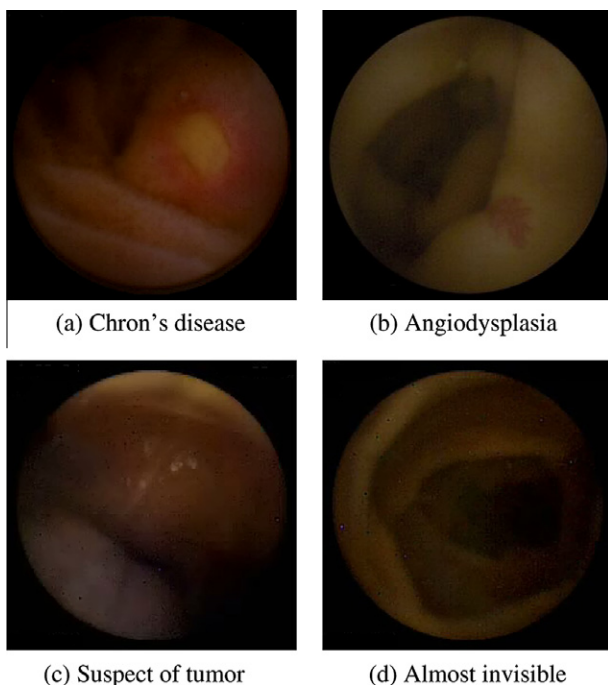 (a) Chron's disease
(b) Angiodysplasia
(c) Suspect of tumor
(d) Almost invisible